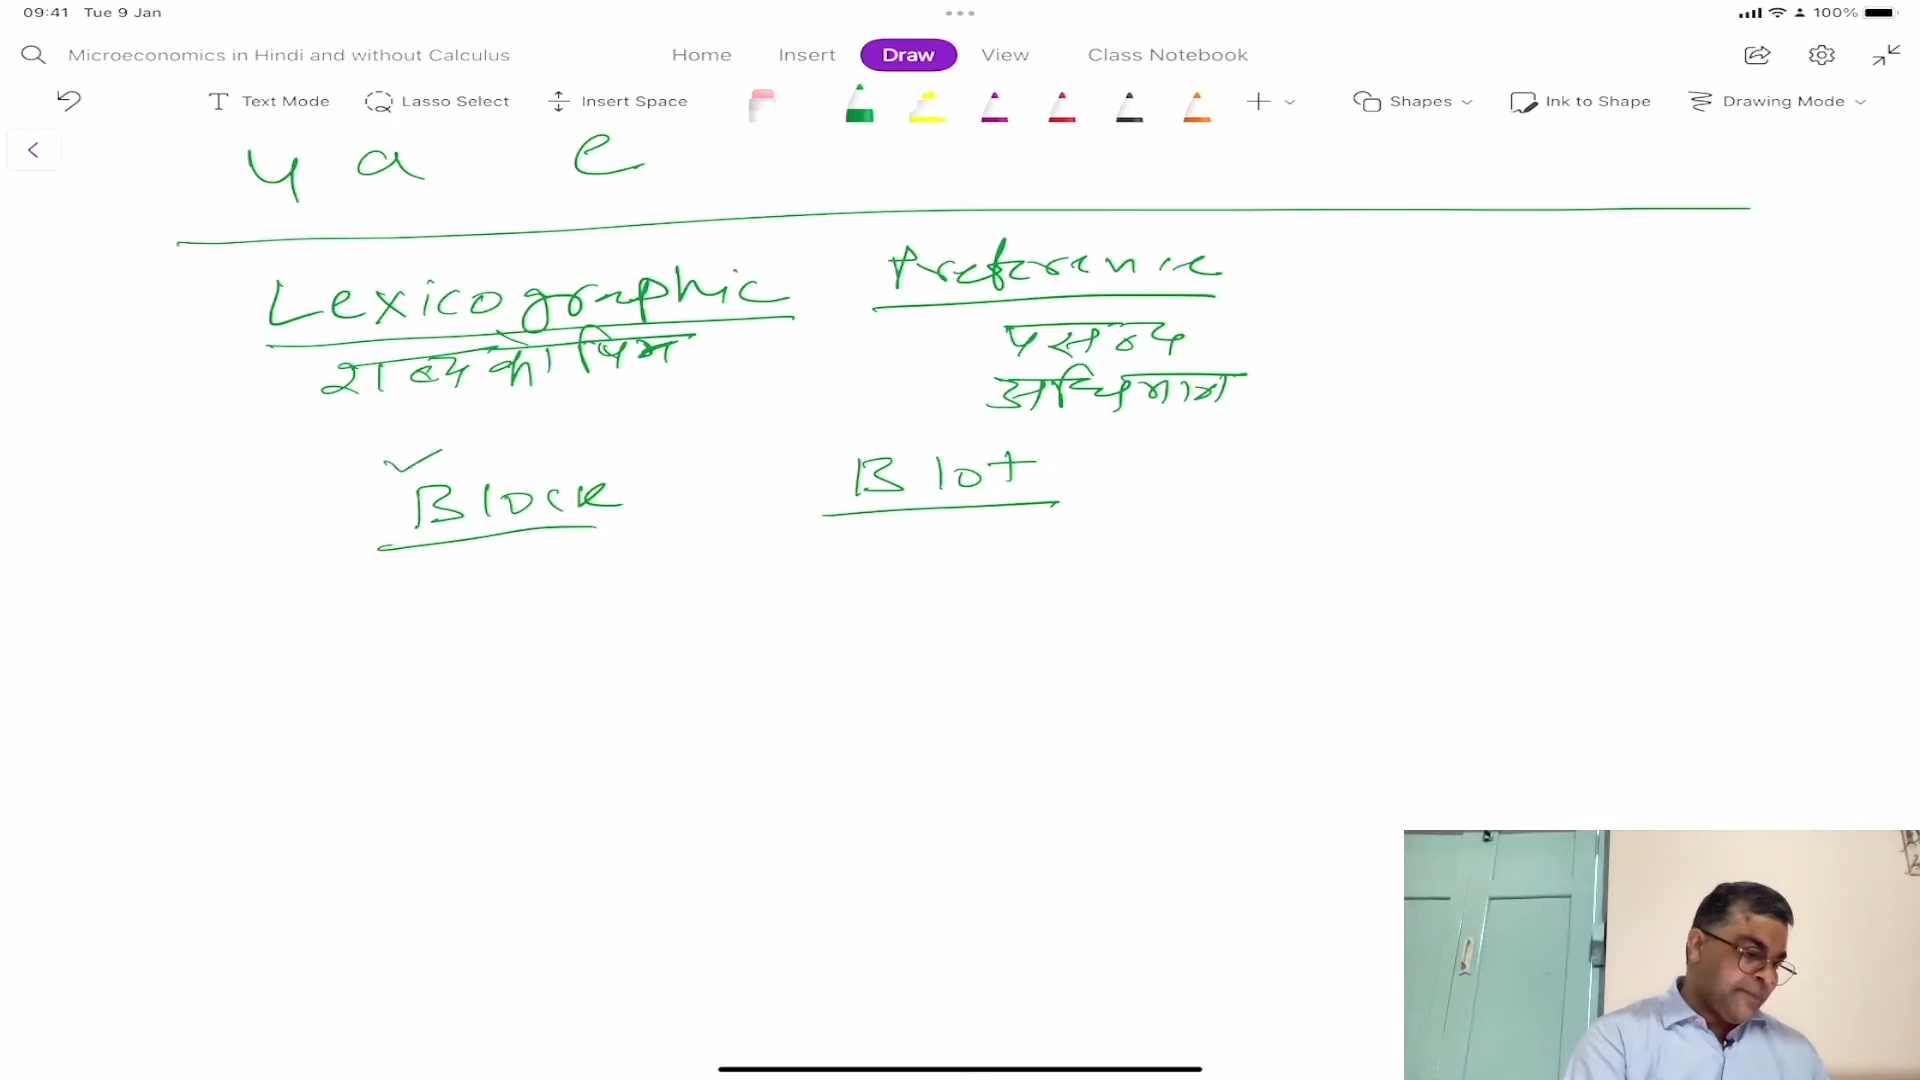 09:41 Tue 9 Jan 100%
Microeconomics in Hindi and without Calculus Home Insert Draw View Class Notebook
Text Mode Lasso Select Insert Space Shapes Ink to Shape Drawing Mode
4 a e
Lexicographic Preference
शब्दकोषिय पसन्द
अधिमान
Block Blot